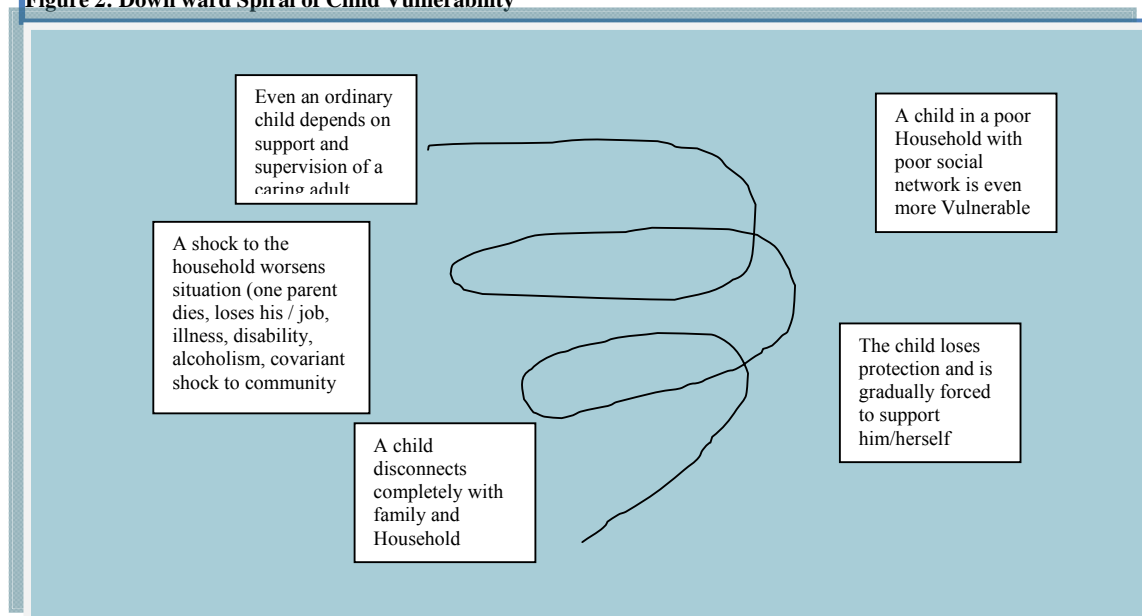 Figure 2: Down ward Spiral of Child Vulnerability
Even an ordinary
child depends on
support and
supervision of a
caring adult
A child in a poor
Household with
poor social
network is even
more Vulnerable
A shock to the
household worsens
situation (one parent
dies, loses his / job,
illness, disability,
alcoholism, covariant
shock to community
The child loses
protection and is
gradually forced
to support
him/herself
A child
disconnects
completely with
family and
Household